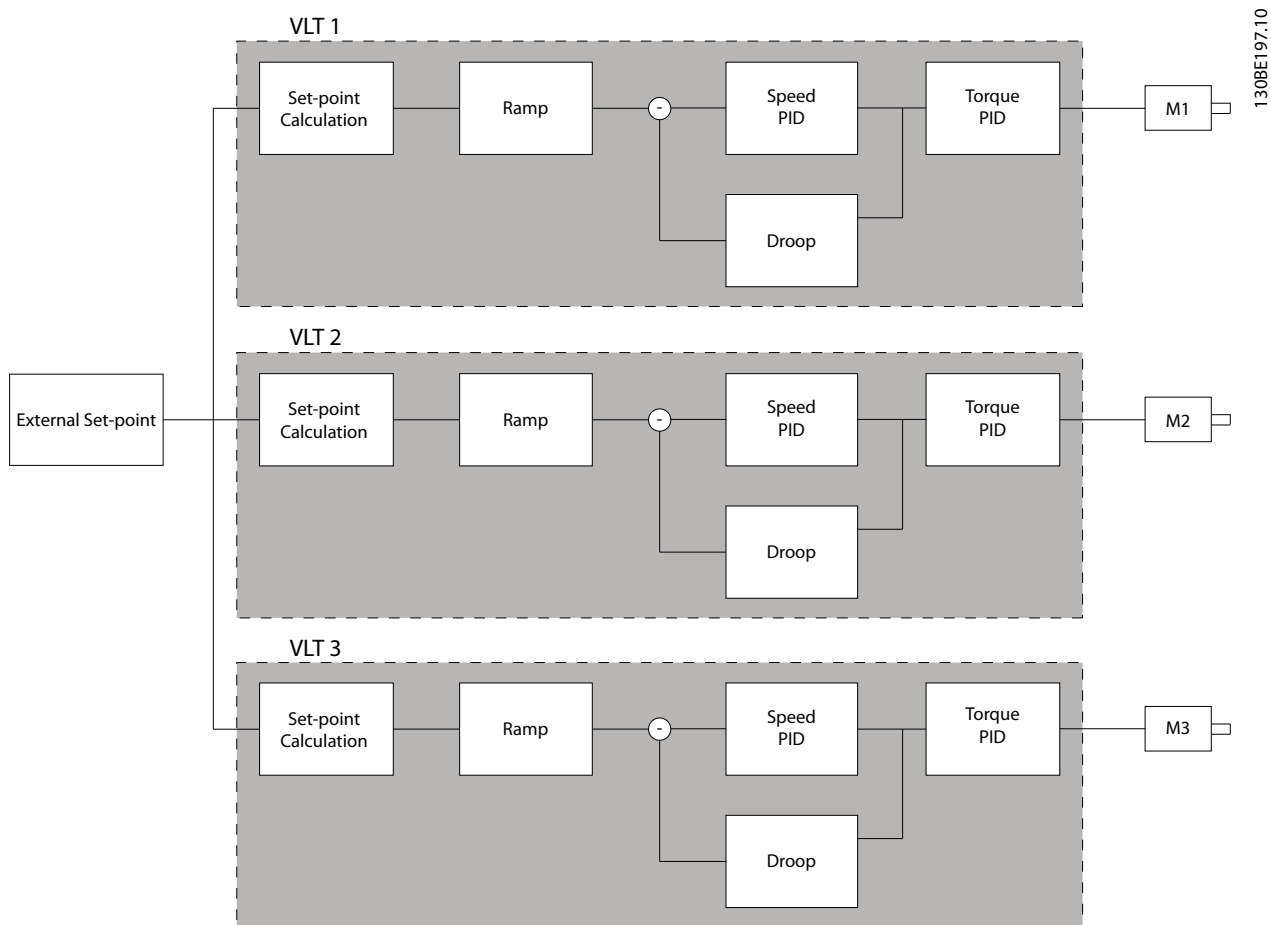 VLT 1
Set-point
Calculation
Ramp
-
Speed
PID
Torque
PID
M1
Droop
130BE197.10
VLT 2
External Set-point
Set-point
Calculation
Ramp
-
Speed
PID
Torque
PID
M2
Droop
VLT 3
Set-point
Calculation
Ramp
-
Speed
PID
Torque
PID
M3
Droop